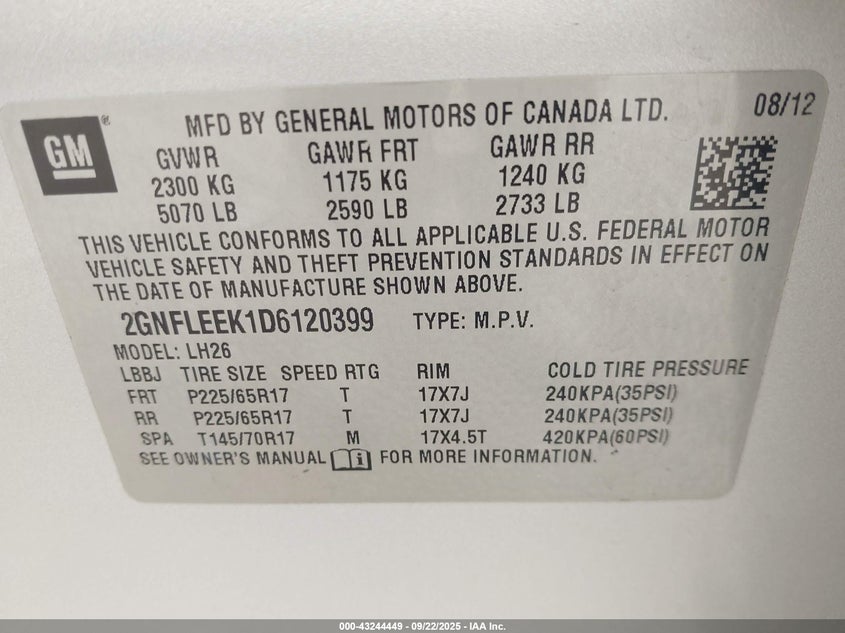 MFD BY GENERAL MOTORS OF CANADA LTD. 08/12
GM®
GVWR GAWR FRT GAWR RR
2300 KG 1175 KG 1240 KG
5070 LB 2590 LB 2733 LB
THIS VEHICLE CONFORMS TO ALL APPLICABLE U.S. FEDERAL MOTOR
VEHICLE SAFETY AND THEFT PREVENTION STANDARDS IN EFFECT ON
THE DATE OF MANUFACTURE SHOWN ABOVE.
2GNFLEEK1D6120399 TYPE: M.P.V.
MODEL: LH26
LBBJ TIRE SIZE SPEED RTG RIM COLD TIRE PRESSURE
FRT P225/65R17 T 17X7J 240KPA(35PSI)
RR P225/65R17 T 17X7J 240KPA(35PSI)
SPA T145/70R17 M 17X4.5T 420KPA(60PSI)
SEE OWNER'S MANUAL i FOR MORE INFORMATION.
000-43244449 - 09/22/2025 - IAA Inc.